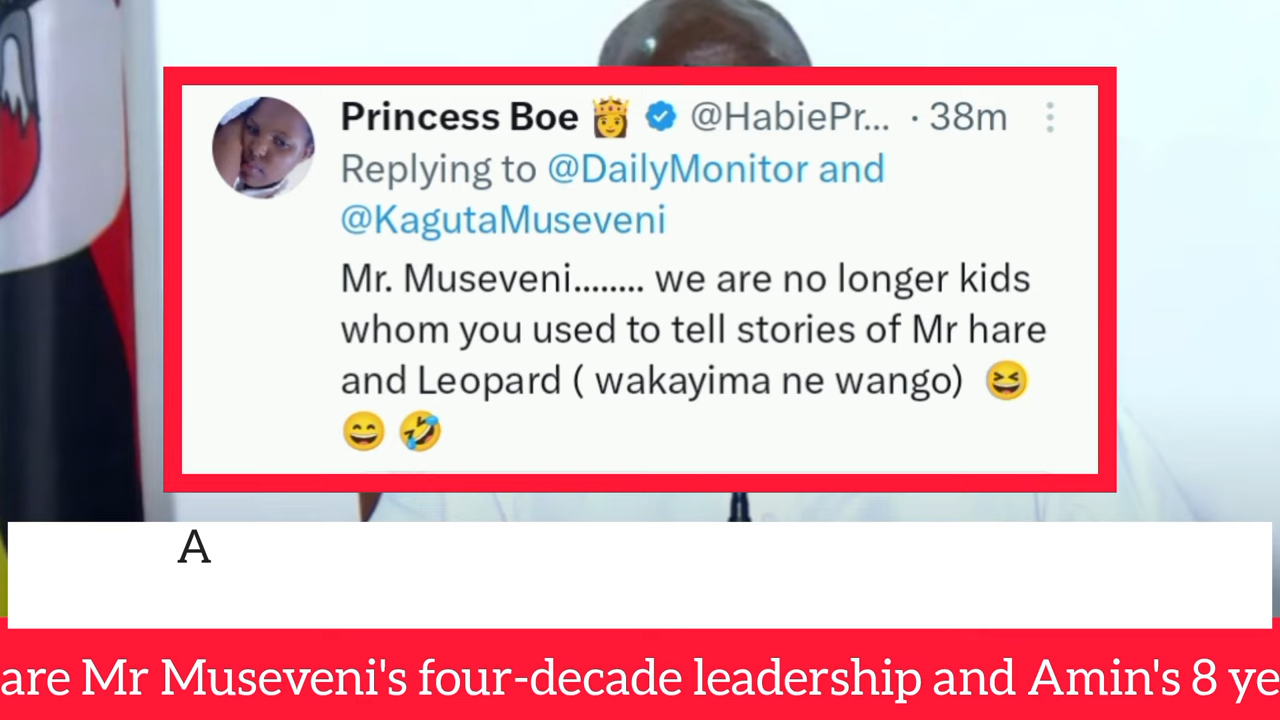 Princess Boe 👸 @HabiePr... · 38m
Replying to @DailyMonitor and
@KagutaMuseveni
Mr. Museveni........ we are no longer kids
whom you used to tell stories of Mr hare
and Leopard ( wakayima ne wango) 😆
😄 🤣
A
are Mr Museveni's four-decade leadership and Amin's 8 ye